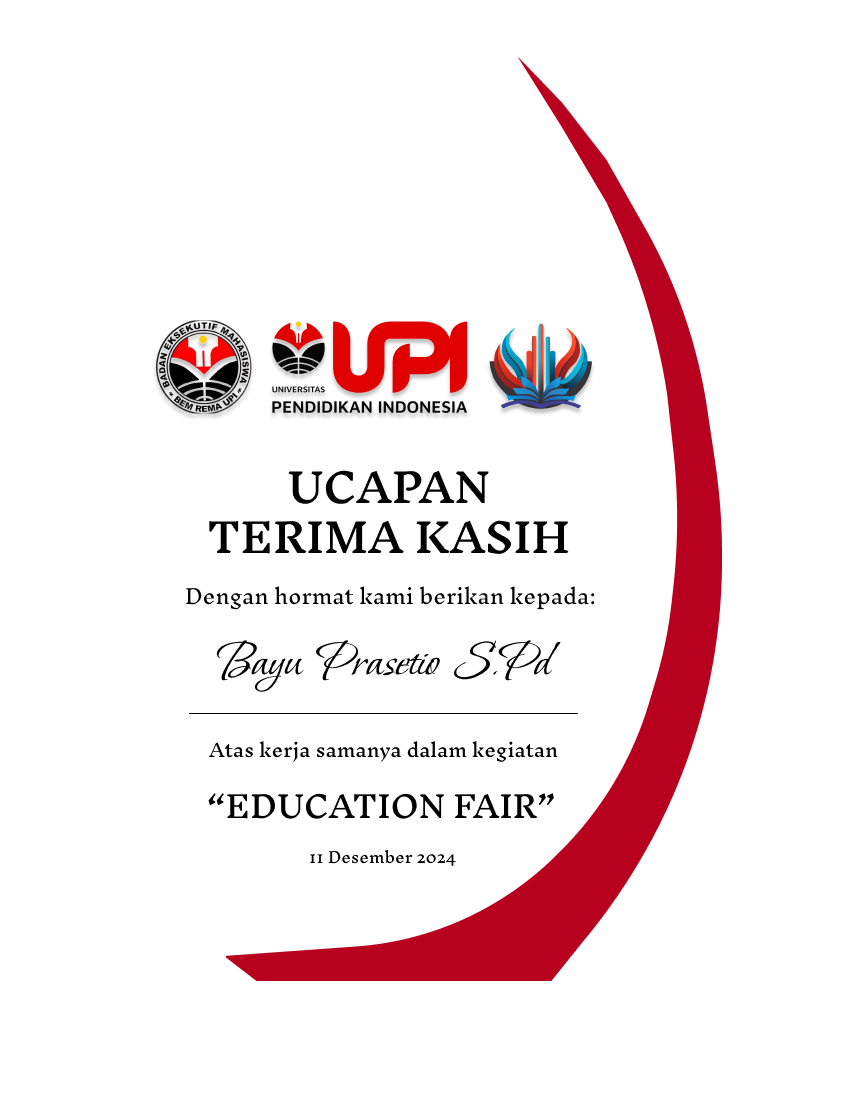 BADAN EKSEKUTIF MAHASISWA
* BEM REMA UPI *
UPI
UNIVERSITAS
PENDIDIKAN INDONESIA
UCAPAN
TERIMA KASIH
Dengan hormat kami berikan kepada:
Bayu Prasetio S.Pd
Atas kerja samanya dalam kegiatan
“EDUCATION FAIR”
11 Desember 2024